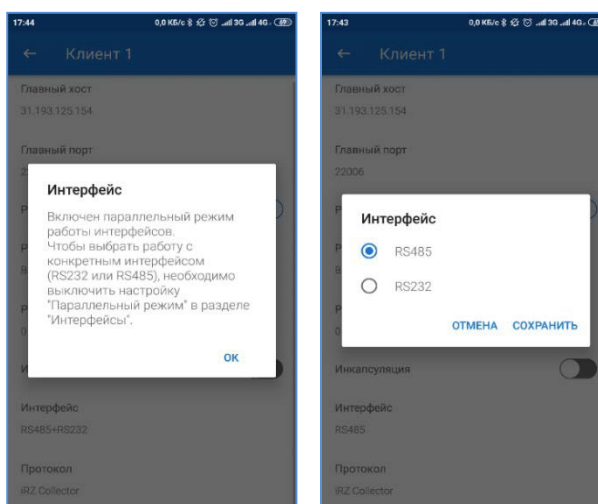 17:44 0,0 КБ/с 3G 4G
Клиент 1
Главный хост
31.193.125.154
Главный порт
2
Интерфейс
Включен параллельный режим
работы интерфейсов.
Чтобы выбрать работу с
конкретным интерфейсом
(RS232 или RS485), необходимо
выключить настройку
"Параллельный режим" в разделе
"Интерфейсы".
ОК
Интерфейс
RS485+RS232
Протокол
iRZ Collector
17:43 0,0 КБ/с 3G 4G
Клиент 1
Главный хост
31.193.125.154
Главный порт
22006
Интерфейс
RS485
RS232
ОТМЕНА СОХРАНИТЬ
Инкапсуляция
Интерфейс
RS485
Протокол
iRZ Collector